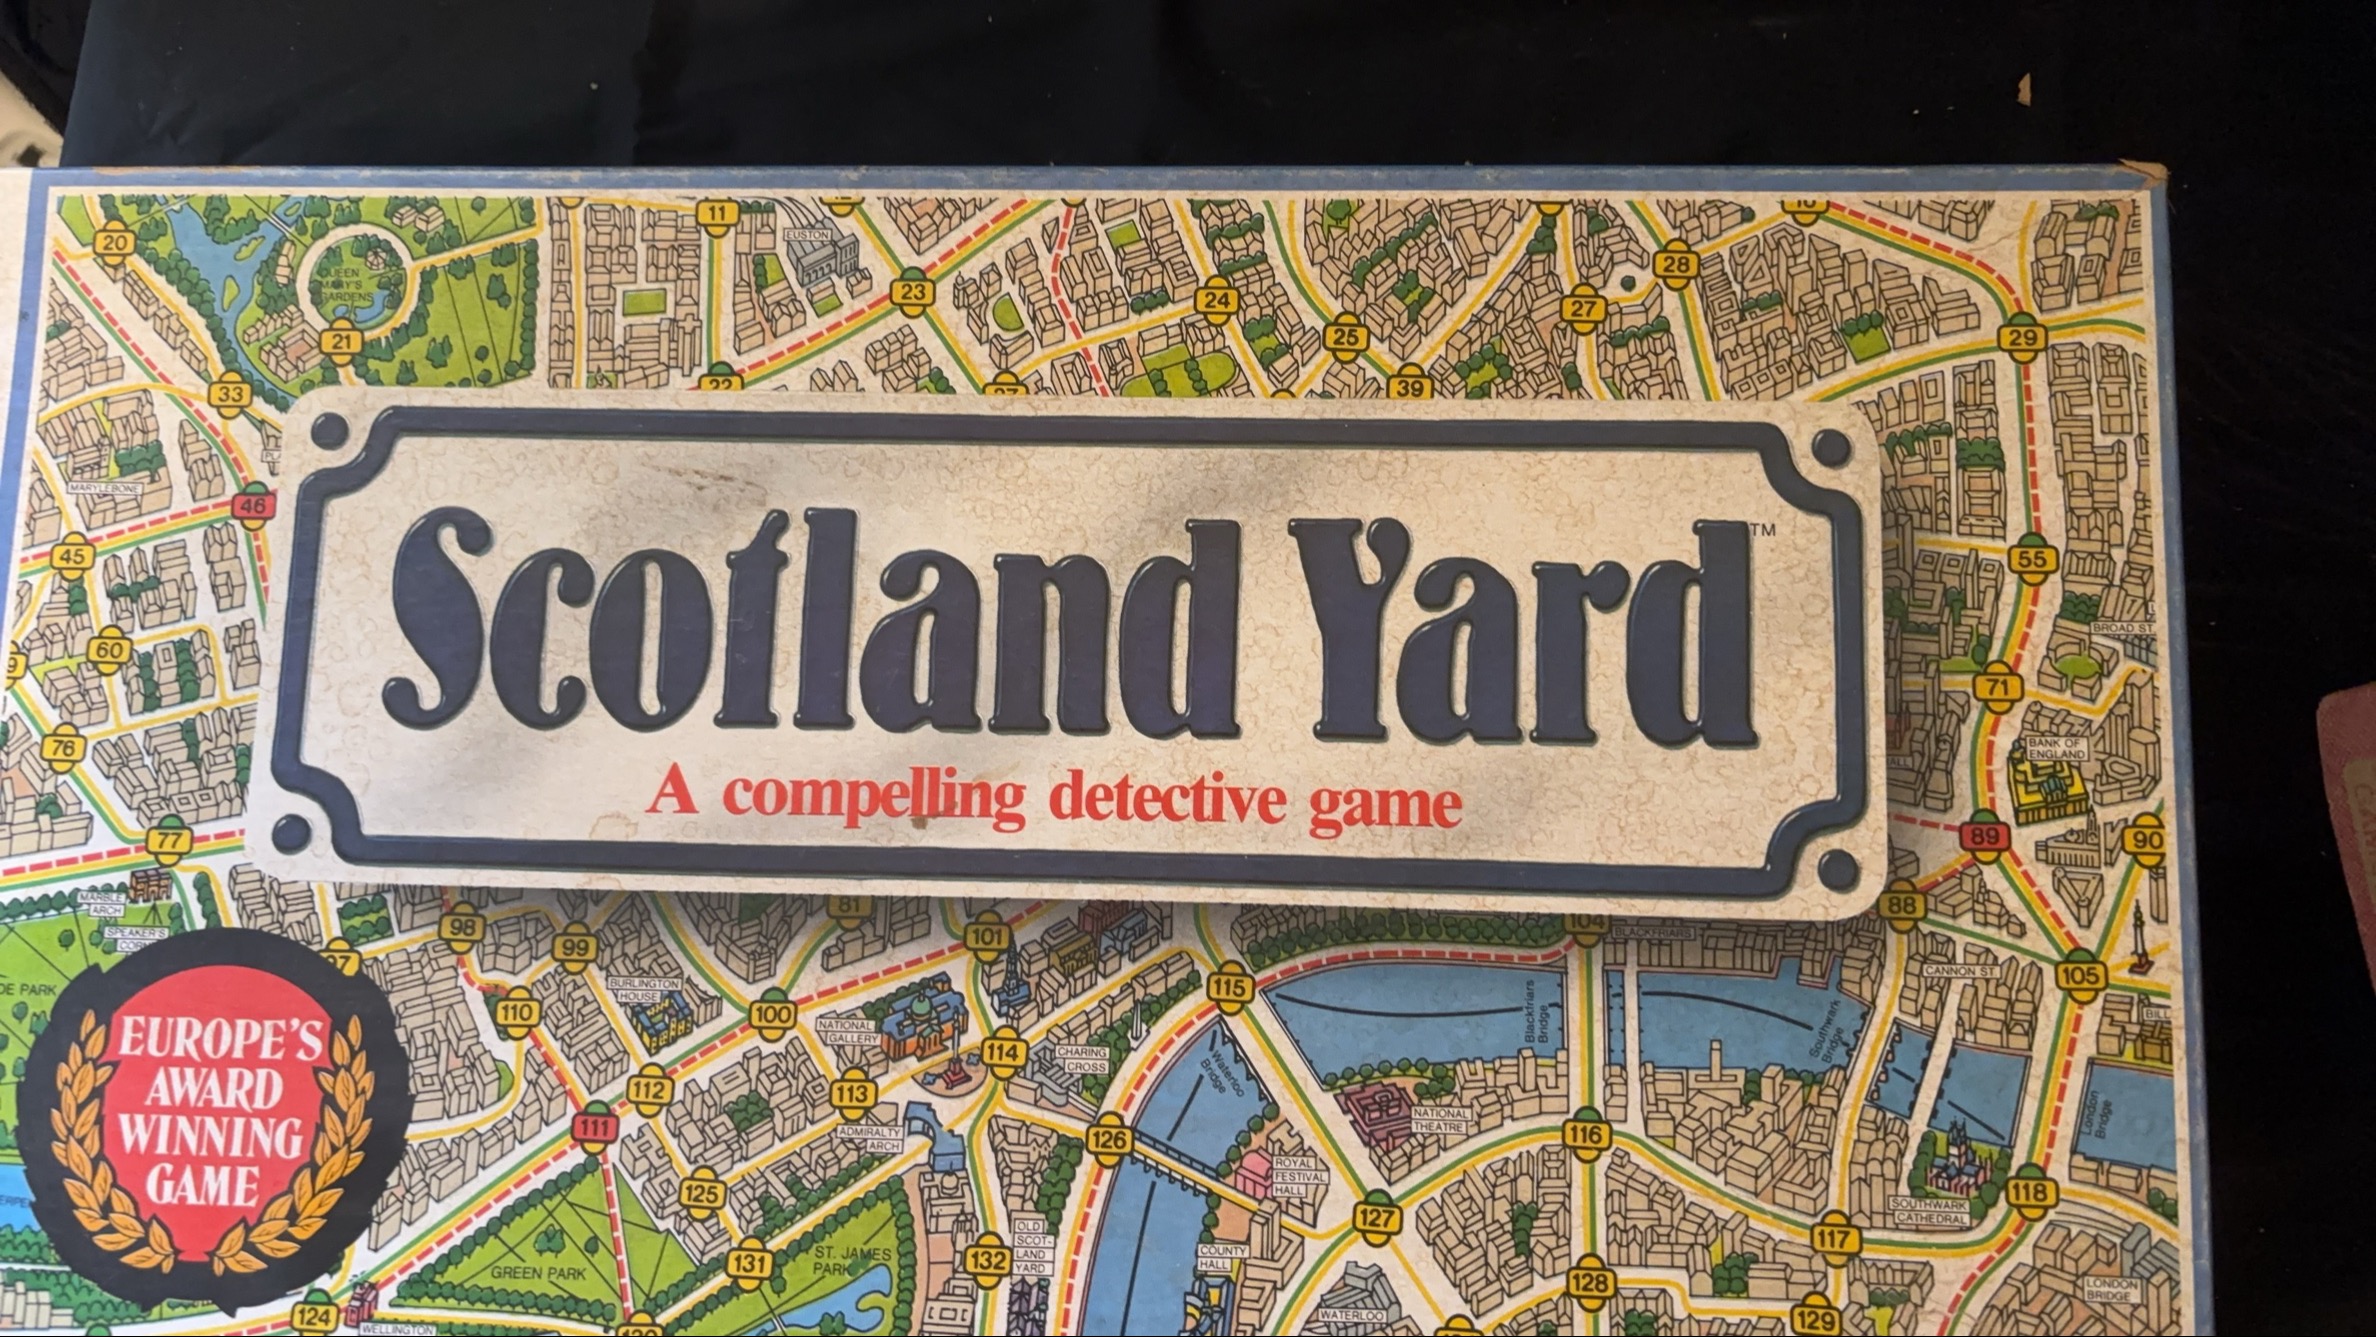 11
20
EUSTON
28
QUEEN
MARY'S
GARDENS
23
24
27
21
25
29
22
39
33
MARYLEBONE
46
Scotland Yard™
45
55
BROAD ST.
60
71
76
BANK OF
ENGLAND
A compelling detective game
77
89
90
MARBLE
ARCH
SPEAKER'S
81
88
98
101
104
BLACKFRIARS
99
97
CANNON ST.
105
DE PARK
BURLINGTON
HOUSE
115
Blackfriars
Bridge
110
100
NATIONAL
GALLERY
Southwark
Bridge
EUROPE'S
AWARD
WINNING
GAME
114
CHARING
CROSS
Waterloo
Bridge
112
113
NATIONAL
THEATRE
London
Bridge
111
ADMIRALTY
ARCH
126
116
ROYAL
FESTIVAL
HALL
125
118
SOUTHWARK
CATHEDRAL
127
OLD
SCOT-
LAND
YARD
117
132
COUNTY
HALL
ST. JAMES
PARK
131
GREEN PARK
128
LONDON
BRIDGE
124
WATERLOO
129
WELLINGTON